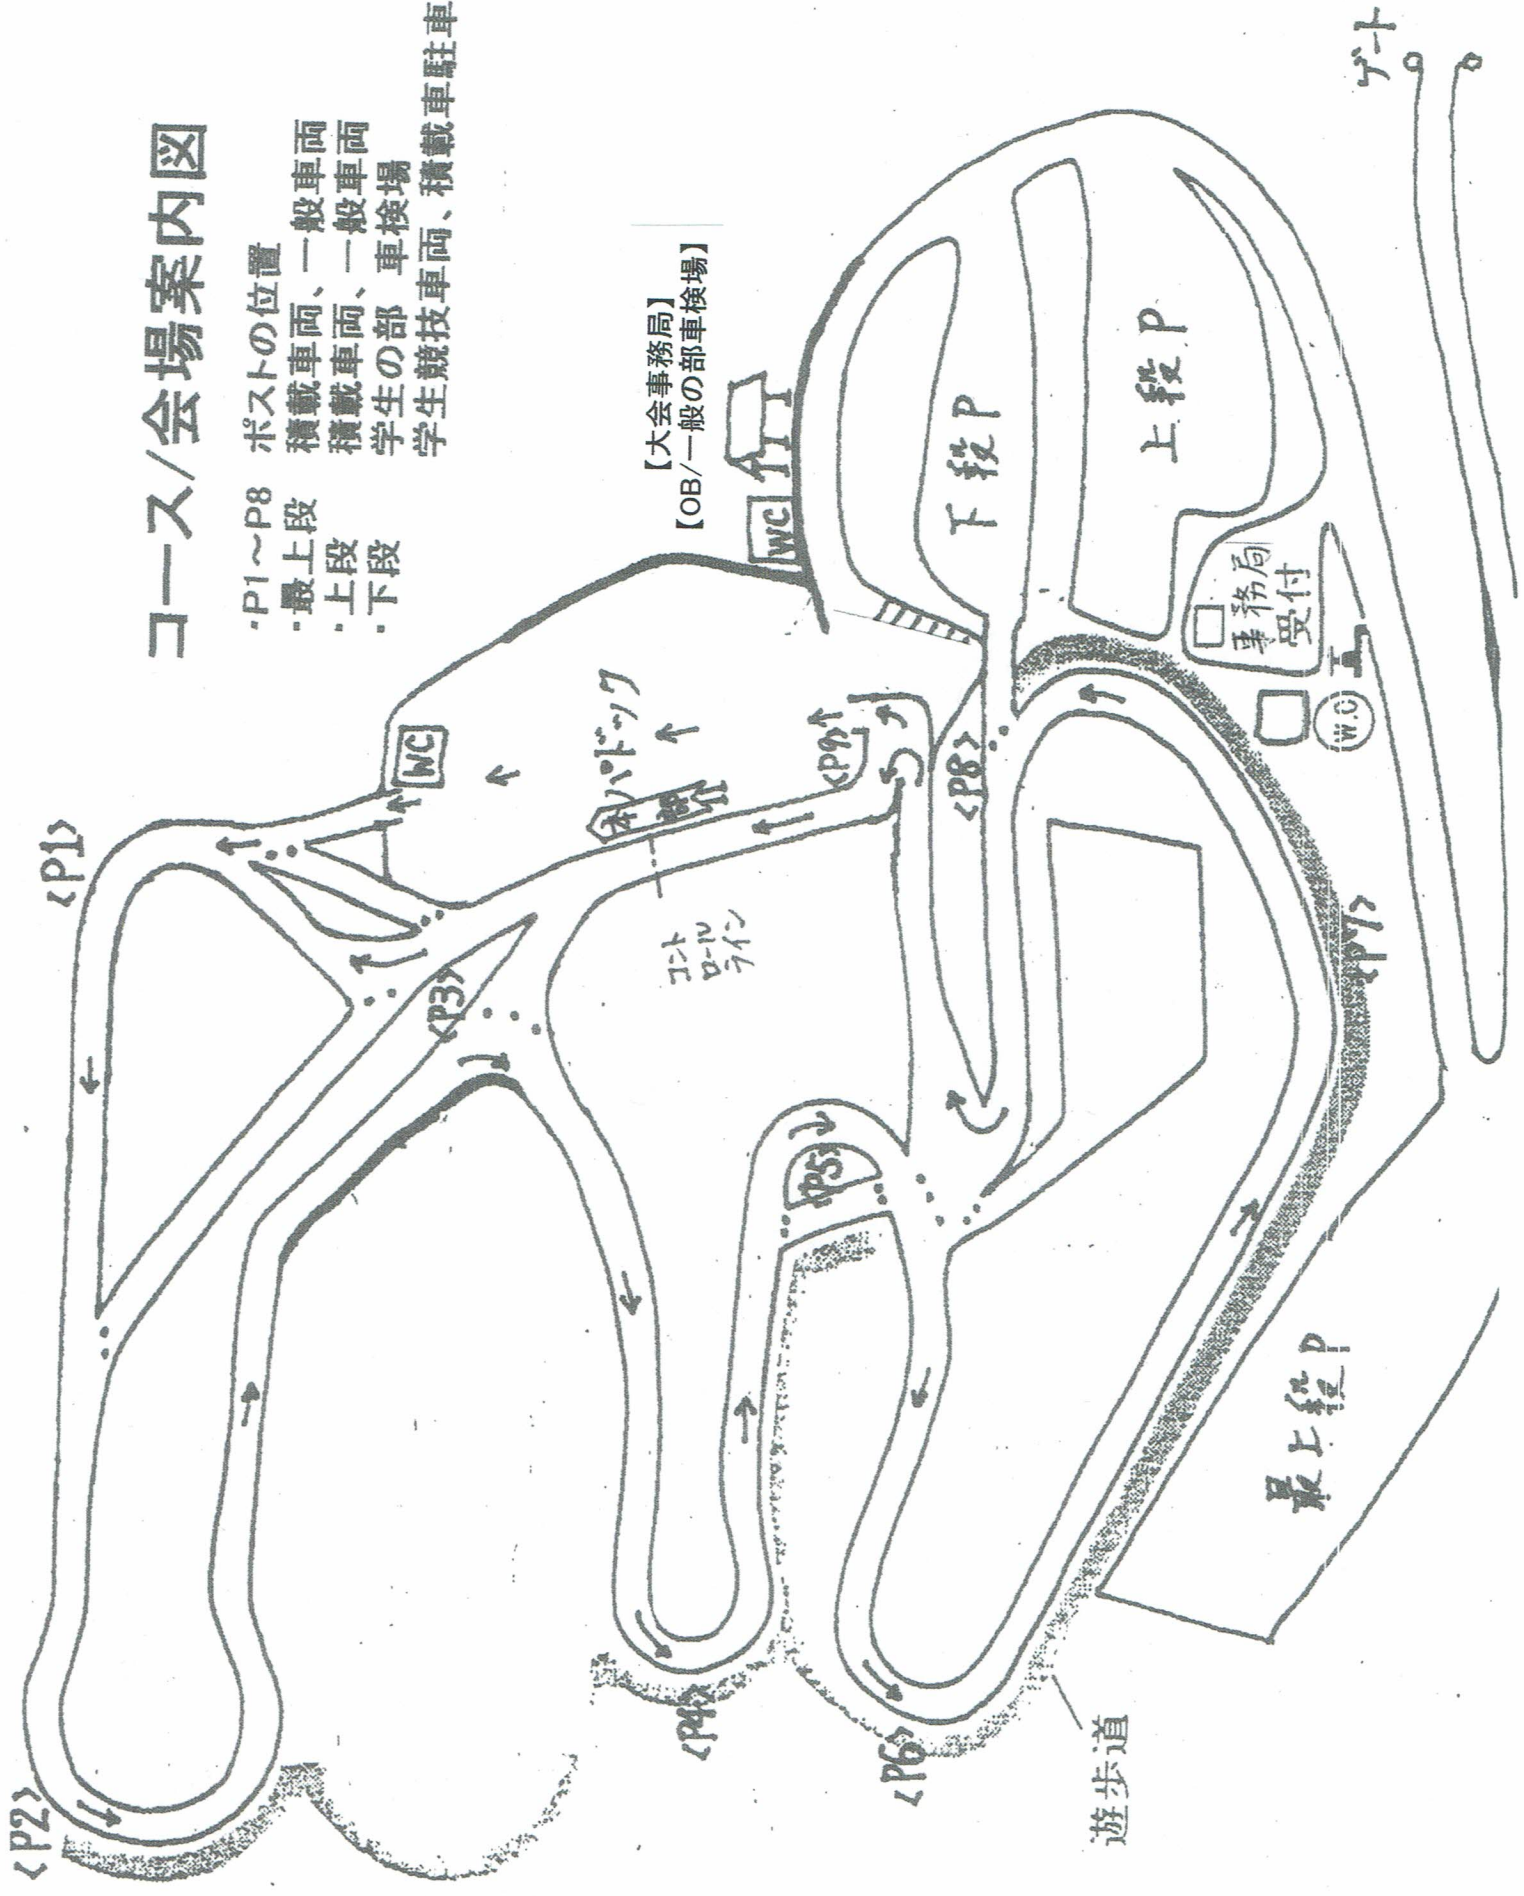 コース/会場案内図
・P1~P8 ポストの位置
・最上段 積載車両、一般車両
・上段 積載車両、一般車両
・下段 学生の部 車検場
学生競技車両、積載車駐車
【大会事務局】
【OB/一般の部車検場】
ゲート
WC
下段P
上段P
事務局
受付
W.C
WC
パドック
本部
<P9>
<P8>
<P1>
<P3>
コント
ロール
ライン
<P7>
<P5>
最上段P
<P4>
<P6>
<P2>
遊歩道